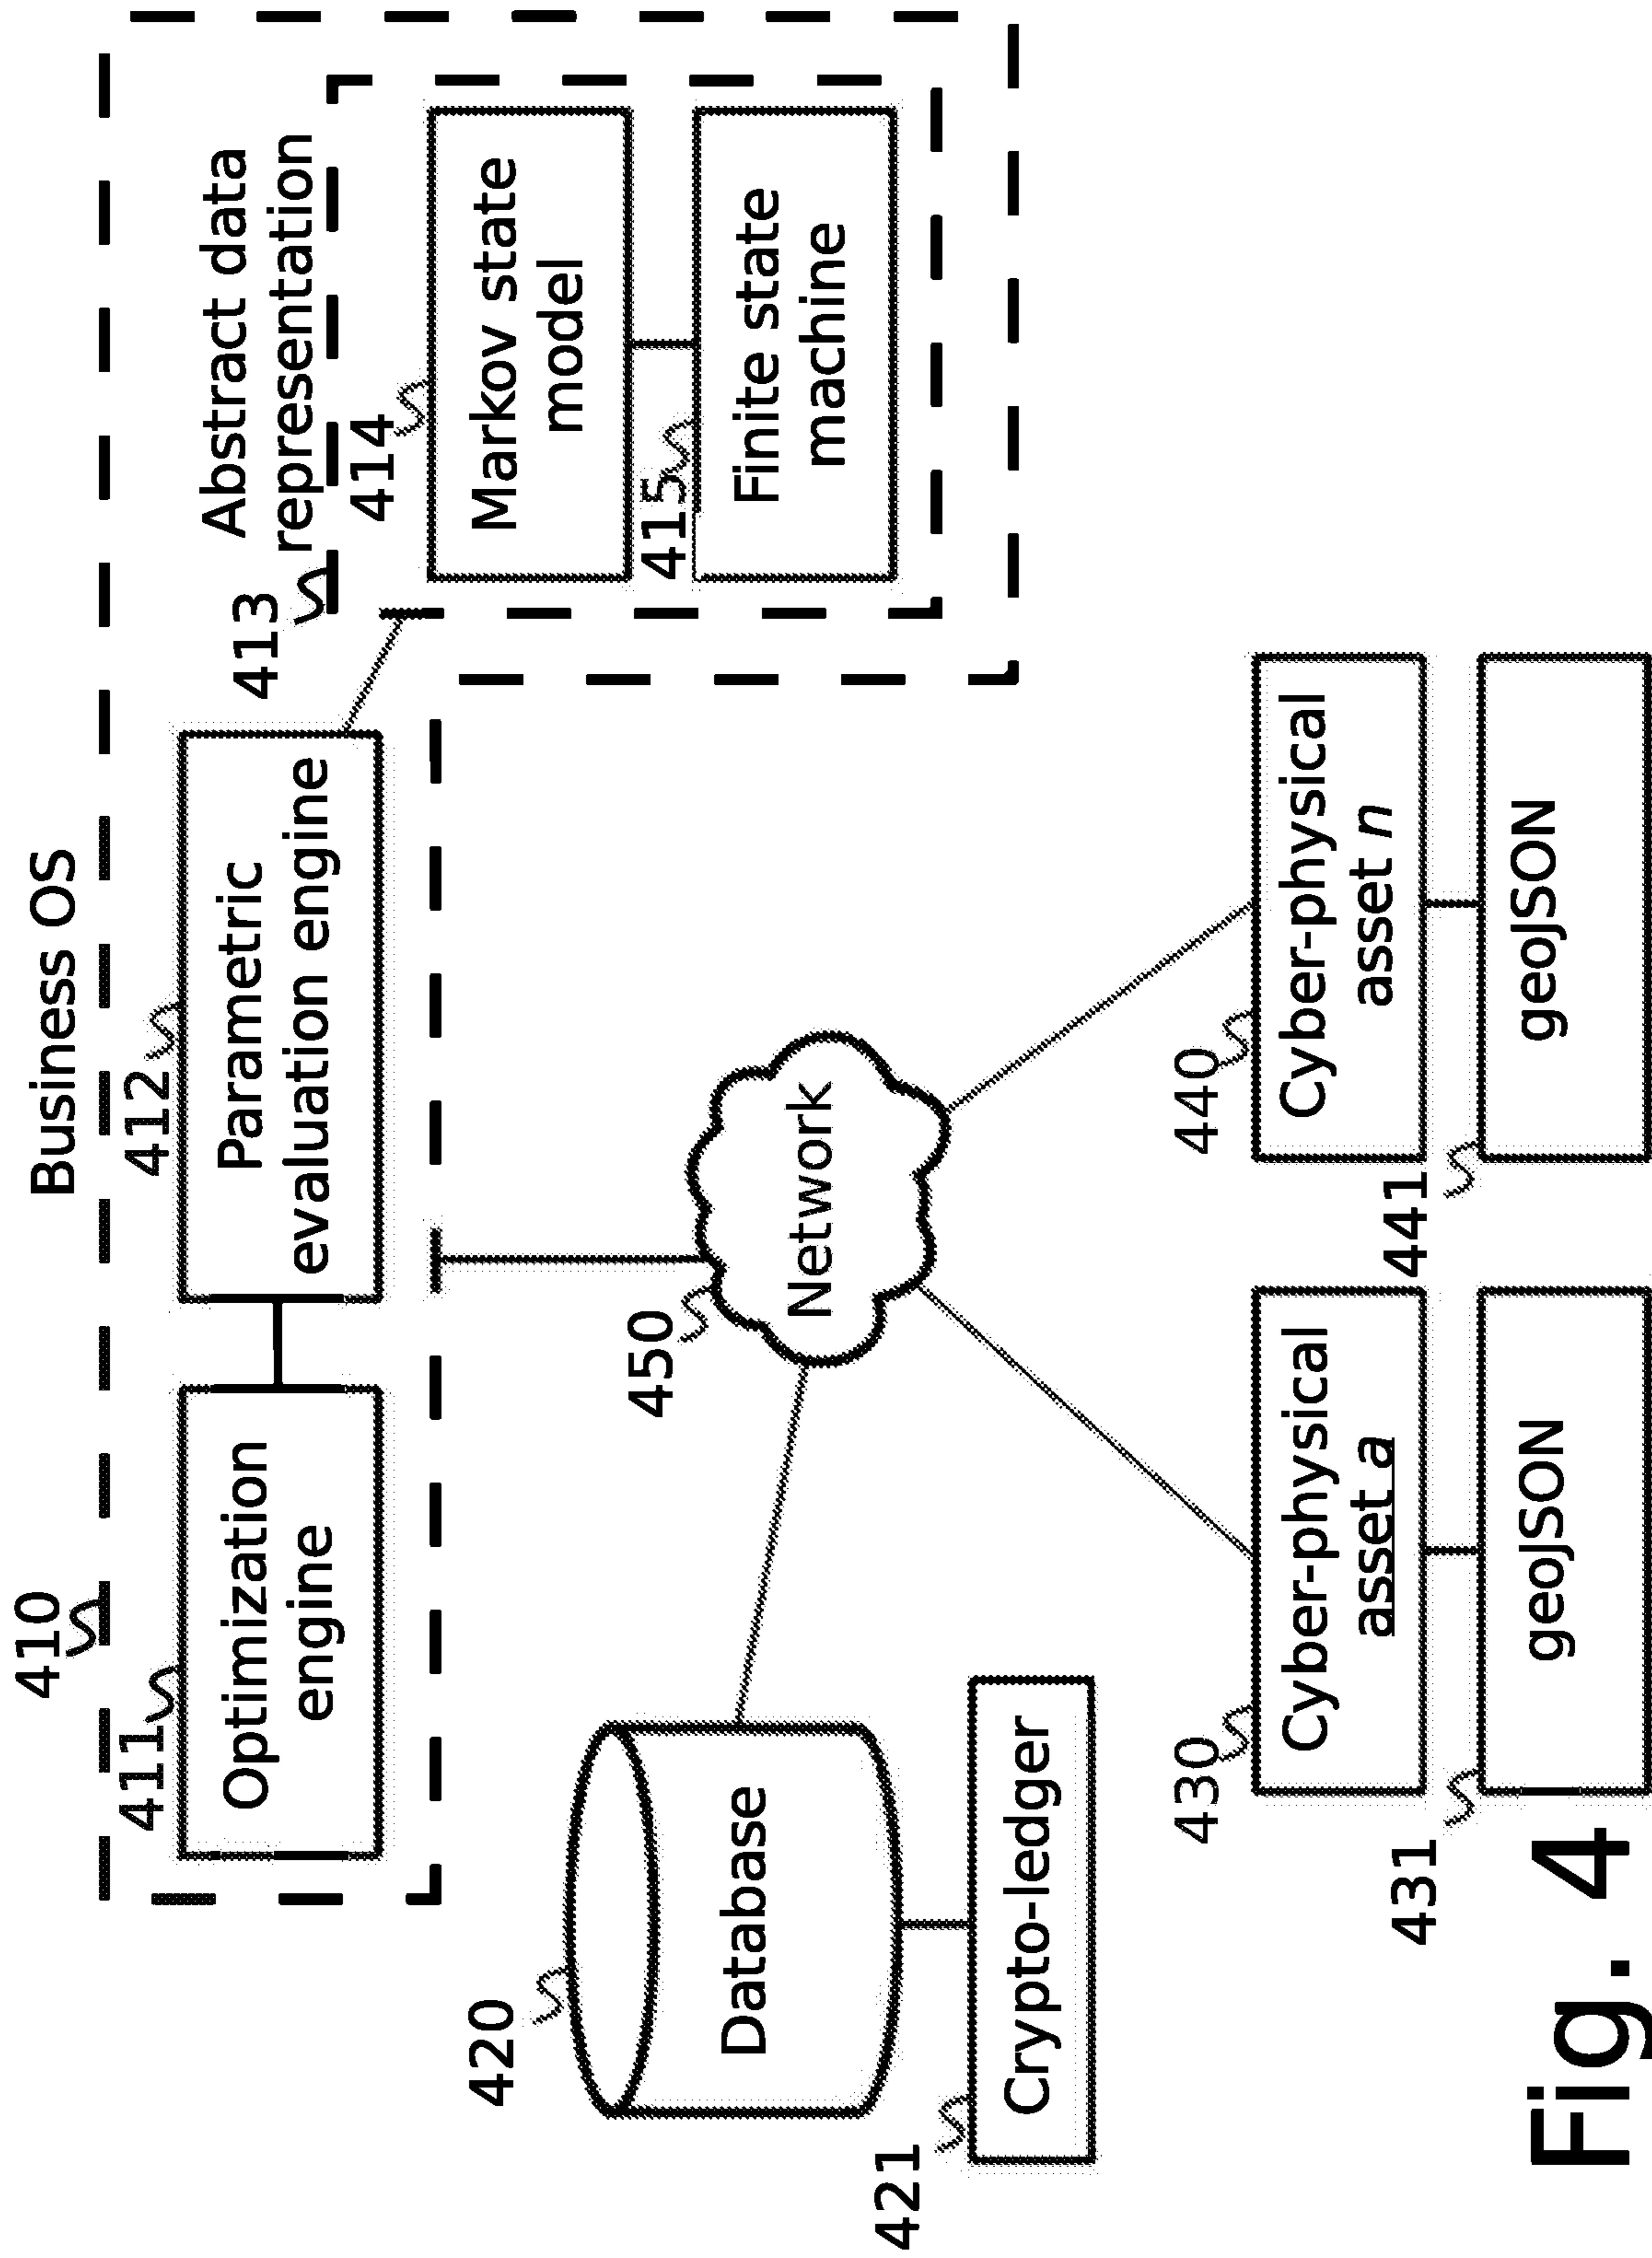 Business OS
410
411
Optimization
engine
412
Parametric
evaluation engine
413
Abstract data
representation
414
Markov state
model
415
Finite state
machine
420
Database
421
Crypto-ledger
450
Network
430
Cyber-physical
asset a
431
geoJSON
440
Cyber-physical
asset n
441
geoJSON
Fig. 4